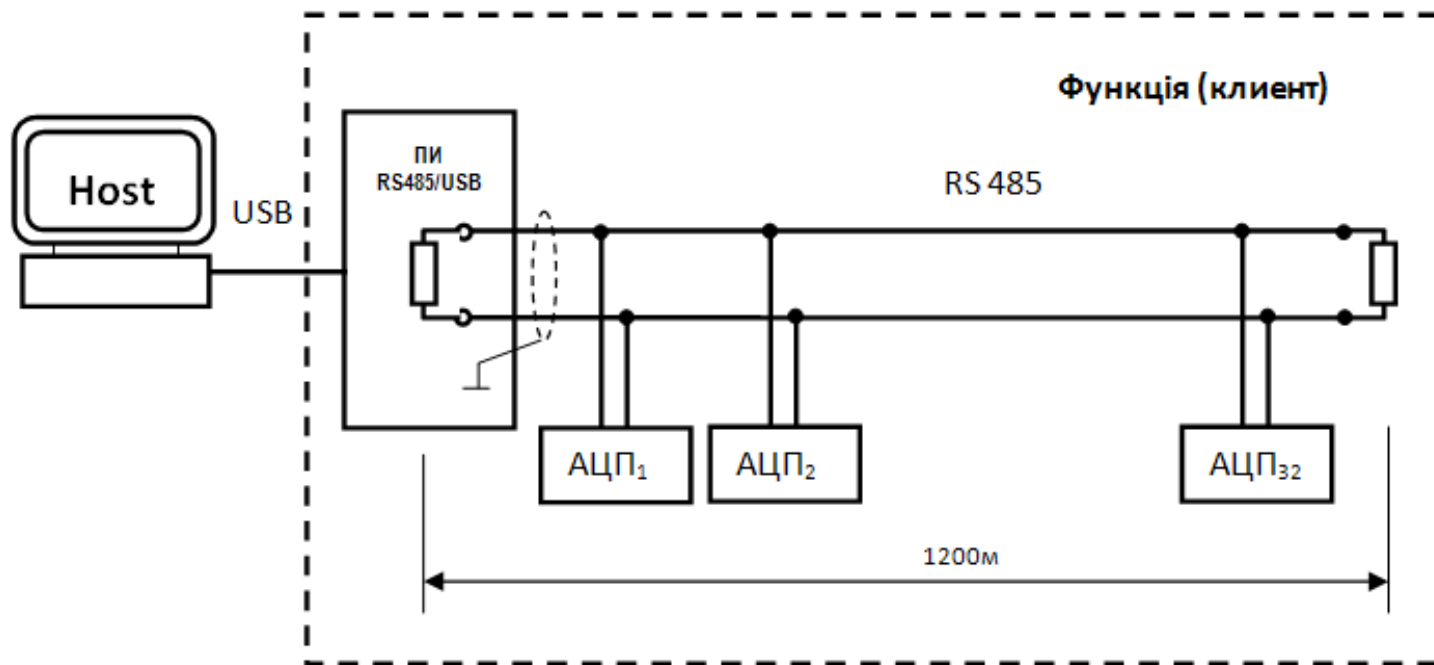 Функція (клиент)
ПИ
RS485/USB
Host
USB
RS 485
АЦП₁
АЦП₂
АЦП₃₂
1200м